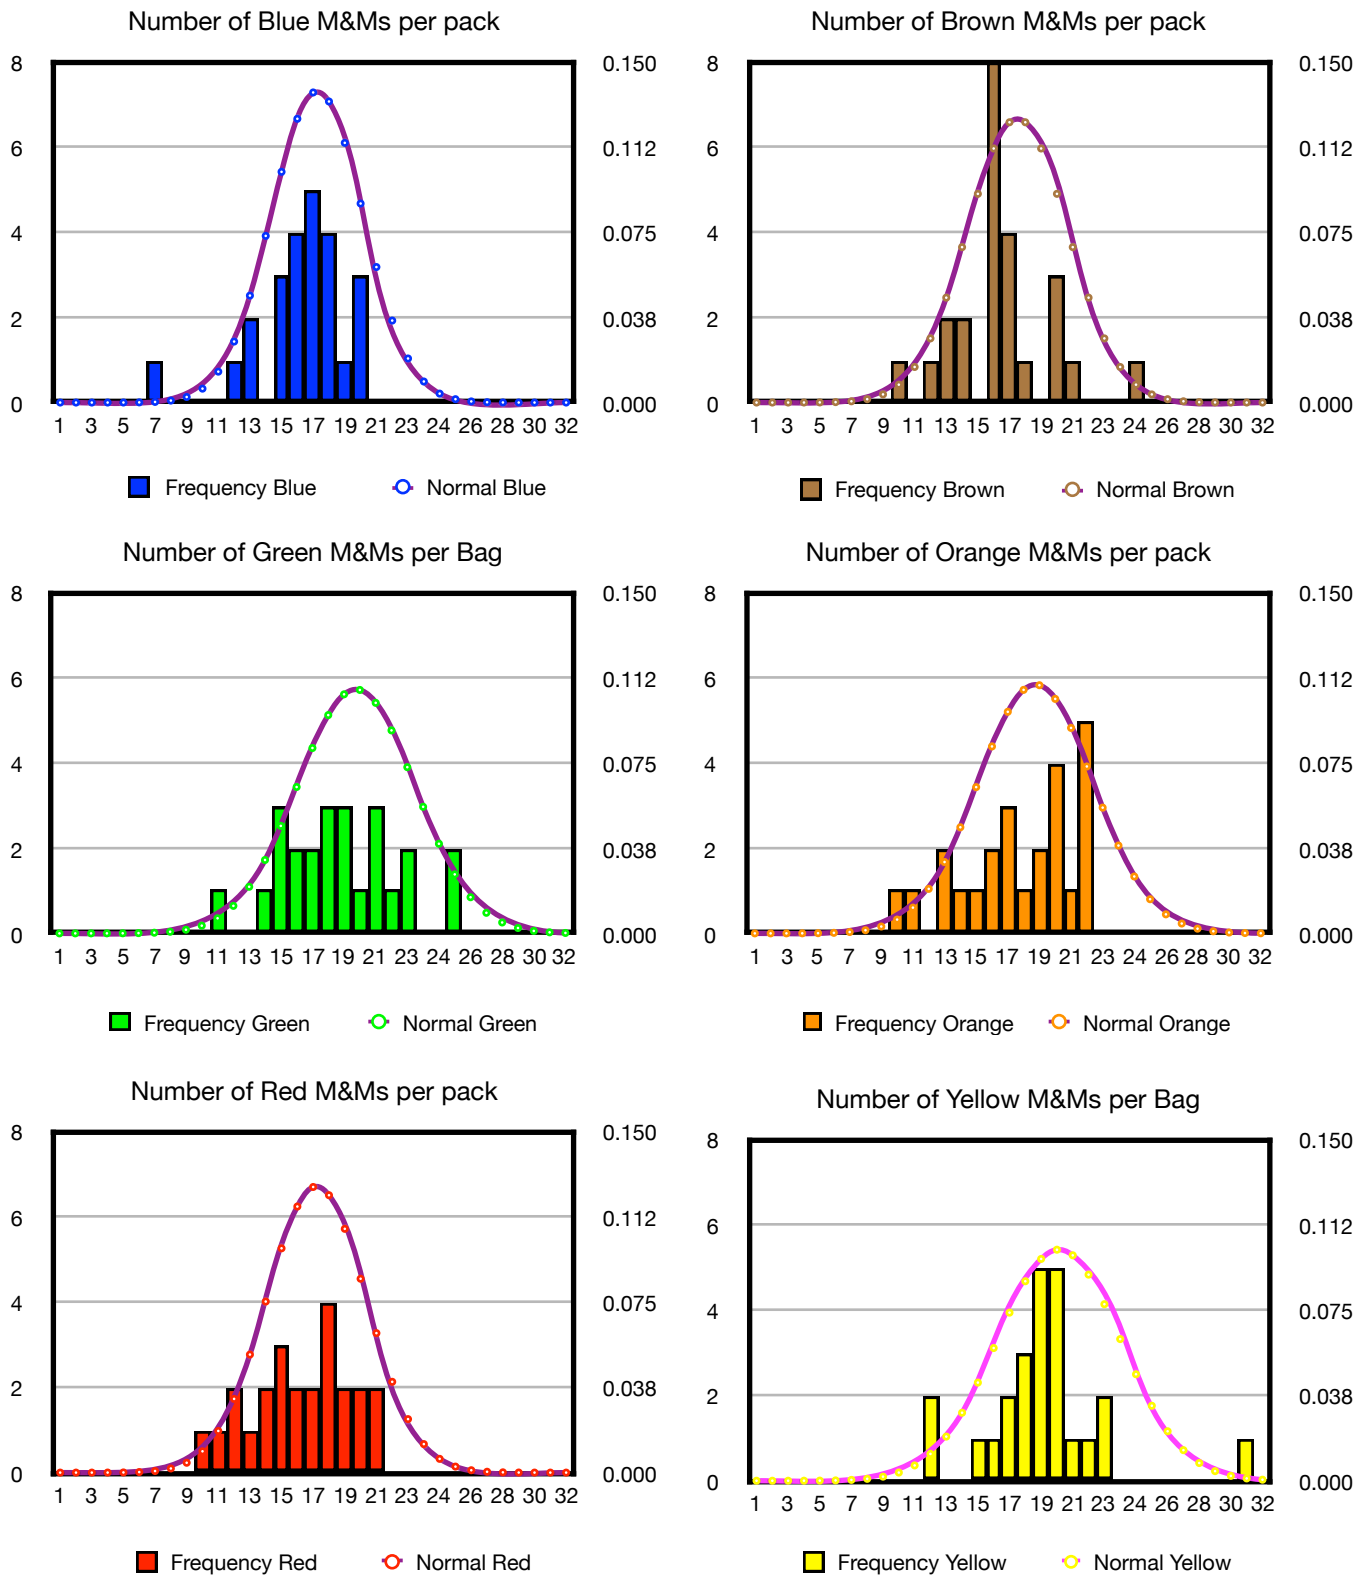 Number of Blue M&Ms per pack
8 0.150
6 0.112
4 0.075
2 0.038
0 0.000
1 3 5 7 9 11 13 15 17 19 21 23 24 26 28 30 32
Frequency Blue Normal Blue
Number of Brown M&Ms per pack
8 0.150
6 0.112
4 0.075
2 0.038
0 0.000
1 3 5 7 9 11 13 15 17 19 21 23 24 26 28 30 32
Frequency Brown Normal Brown
Number of Green M&Ms per Bag
8 0.150
6 0.112
4 0.075
2 0.038
0 0.000
1 3 5 7 9 11 13 15 17 19 21 23 24 26 28 30 32
Frequency Green Normal Green
Number of Orange M&Ms per pack
8 0.150
6 0.112
4 0.075
2 0.038
0 0.000
1 3 5 7 9 11 13 15 17 19 21 23 24 26 28 30 32
Frequency Orange Normal Orange
Number of Red M&Ms per pack
8 0.150
6 0.112
4 0.075
2 0.038
0 0.000
1 3 5 7 9 11 13 15 17 19 21 23 24 26 28 30 32
Frequency Red Normal Red
Number of Yellow M&Ms per Bag
8 0.150
6 0.112
4 0.075
2 0.038
0 0.000
1 3 5 7 9 11 13 15 17 19 21 23 24 26 28 30 32
Frequency Yellow Normal Yellow